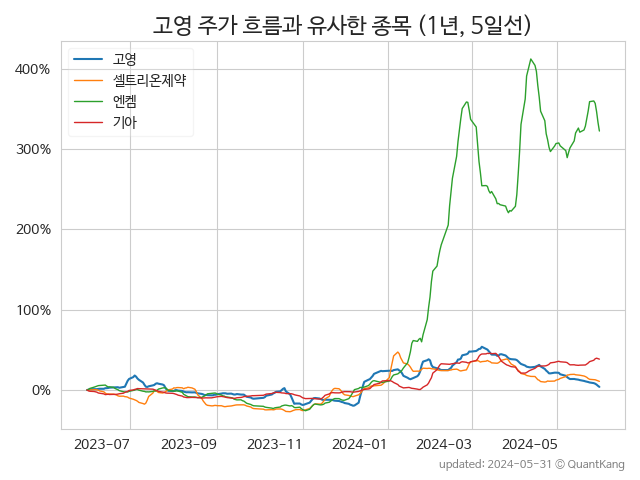 고영 주가 흐름과 유사한 종목 (1년, 5일선)
고영
셀트리온제약
엔켐
기아
400%
300%
200%
100%
0%
2023-07 2023-09 2023-11 2024-01 2024-03 2024-05
updated: 2024-05-31 © QuantKang